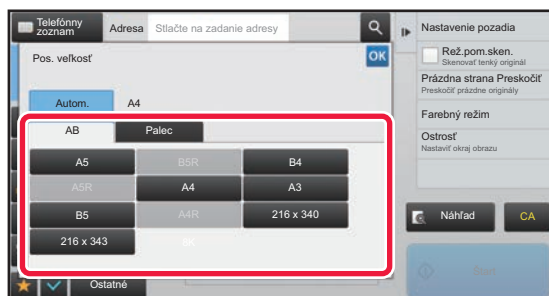 Telefónny
zoznam
Adresa
Stlačte na zadanie adresy
Nastavenie pozadia
Pos. veľkosť
OK
Rež.pom.sken.
Skenovať tenký originál
Prázdna strana Preskočiť
Preskočiť prázdne originály
Autom.
A4
Farebný režim
AB
Palec
Ostrosť
Nastaviť okraj obrazu
A5
B5R
B4
A5R
A4
A3
B5
A4R
216 x 340
Náhľad
CA
216 x 343
8K
Štart
Ostatné